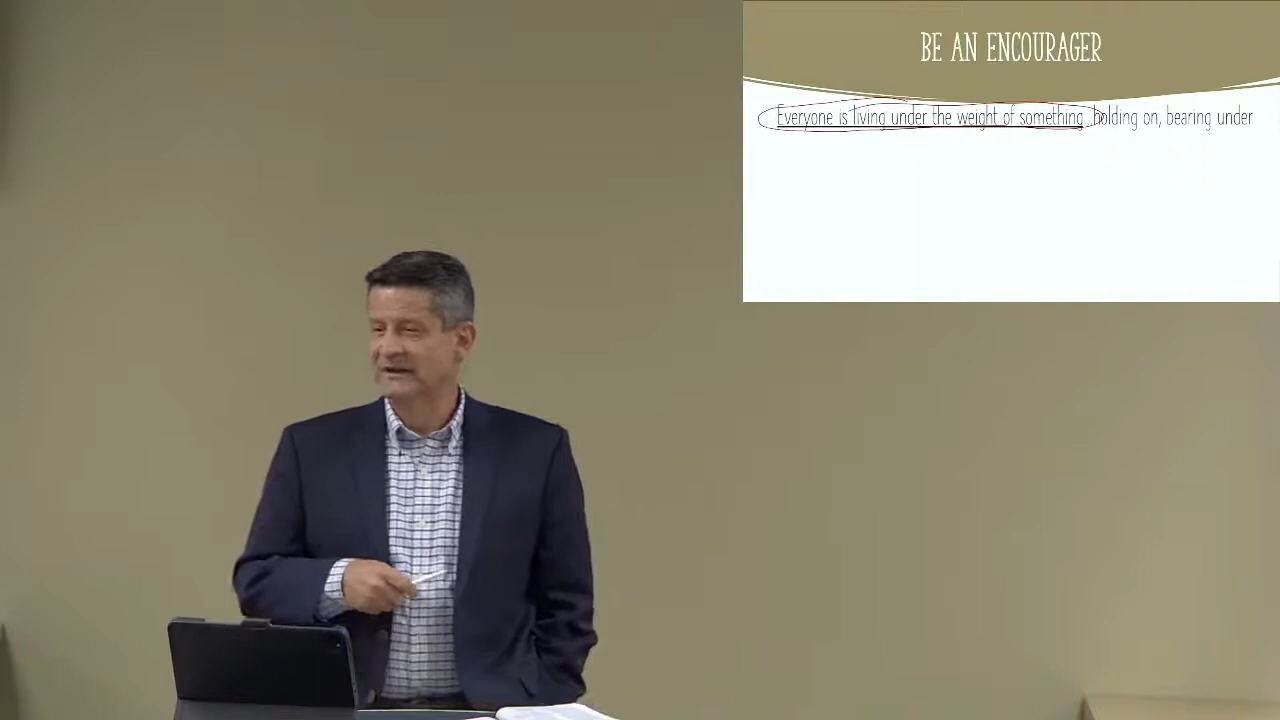 BE AN ENCOURAGER
Everyone is living under the weight of something holding on, bearing under